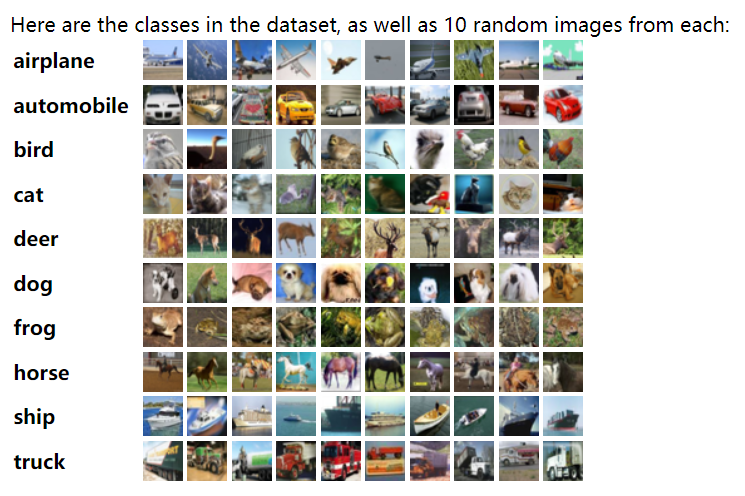 Here are the classes in the dataset, as well as 10 random images from each:
airplane
automobile
bird
cat
deer
dog
frog
horse
ship
truck